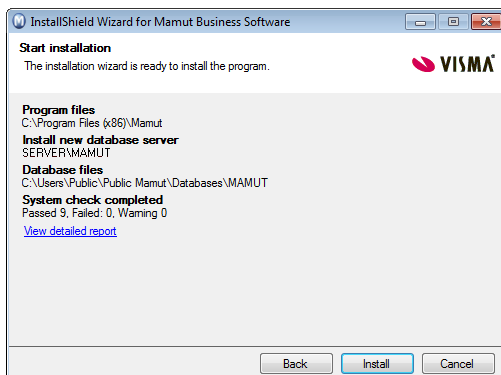 InstallShield Wizard for Mamut Business Software
Start installation
The installation wizard is ready to install the program.
VISMA
Program files
C:\Program Files (x86)\Mamut
Install new database server
SERVER\MAMUT
Database files
C:\Users\Public\Public Mamut\Databases\MAMUT
System check completed
Passed 9, Failed: 0, Warning 0
View detailed report
Back
Install
Cancel